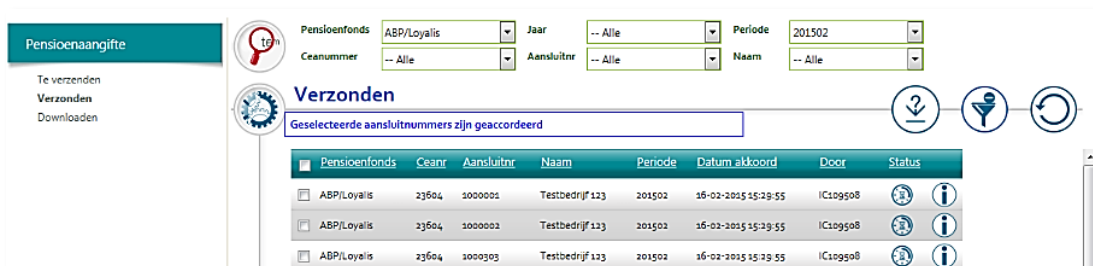 Pensioenaangifte
Te verzenden
Verzonden
Downloaden
Pensioenfonds ABP/Loyalis Jaar -- Alle Periode 201502
Ceanummer -- Alle Aansluitnr -- Alle Naam -- Alle
Verzonden
Geselecteerde aansluitnummers zijn geaccordeerd
Pensioenfonds Ceanr Aansluitnr Naam Periode Datum akkoord Door Status
ABP/Loyalis 23604 1000001 Testbedrijf 123 201502 16-02-2015 15:29:55 IC109508
ABP/Loyalis 23604 1000002 Testbedrijf 123 201502 16-02-2015 15:29:55 IC109508
ABP/Loyalis 23604 1000303 Testbedrijf 123 201502 16-02-2015 15:29:55 IC109508